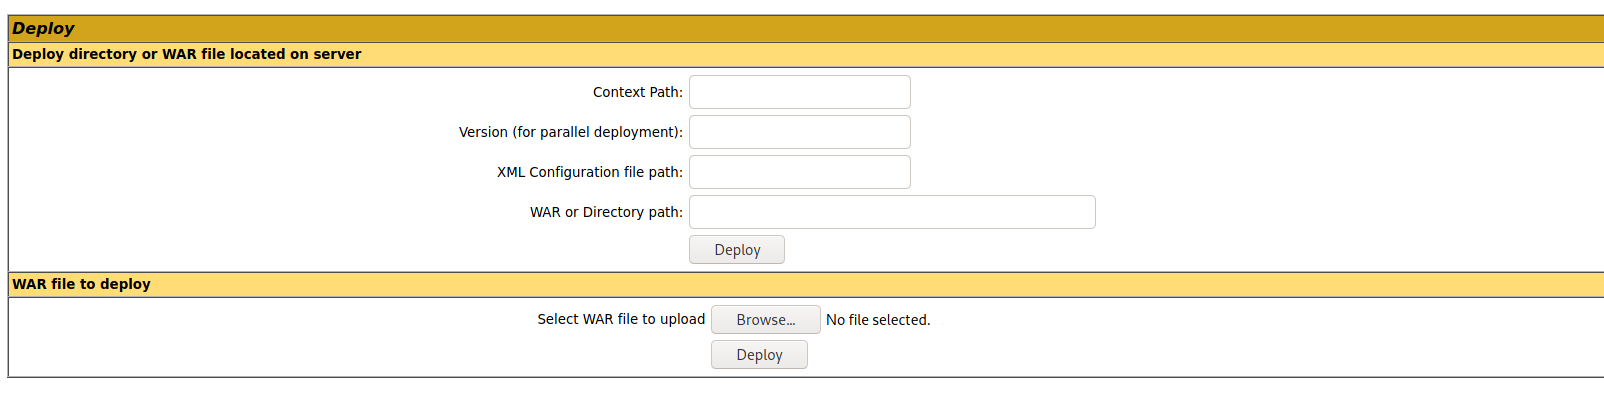 Deploy
Deploy directory or WAR file located on server
Context Path:
Version (for parallel deployment):
XML Configuration file path:
WAR or Directory path:
Deploy
WAR file to deploy
Select WAR file to upload Browse... No file selected.
Deploy